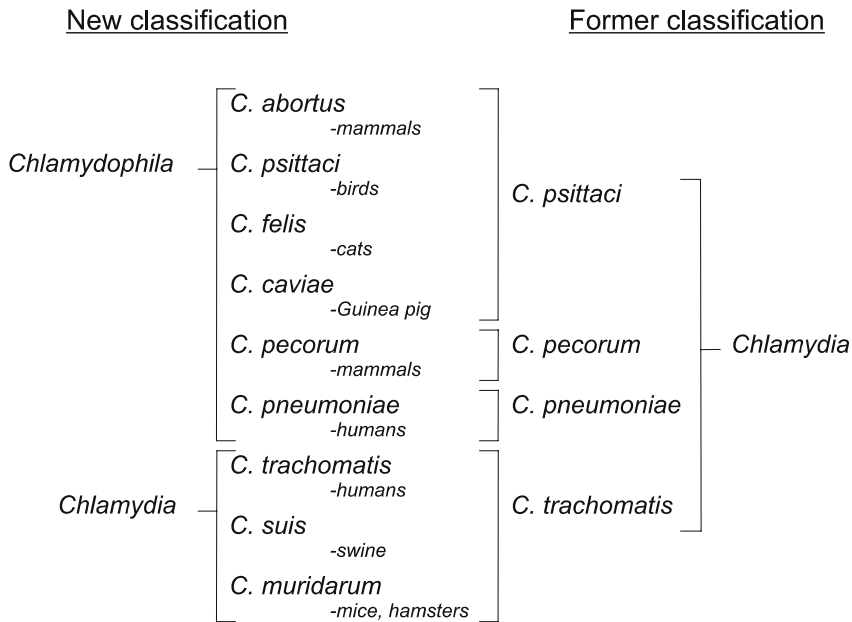 New classification
Former classification
Chlamydophila
C. abortus
-mammals
C. psittaci
-birds
C. felis
-cats
C. caviae
-Guinea pig
C. pecorum
-mammals
C. pneumoniae
-humans
Chlamydia
C. trachomatis
-humans
C. suis
-swine
C. muridarum
-mice, hamsters
C. psittaci
C. pecorum
C. pneumoniae
C. trachomatis
Chlamydia